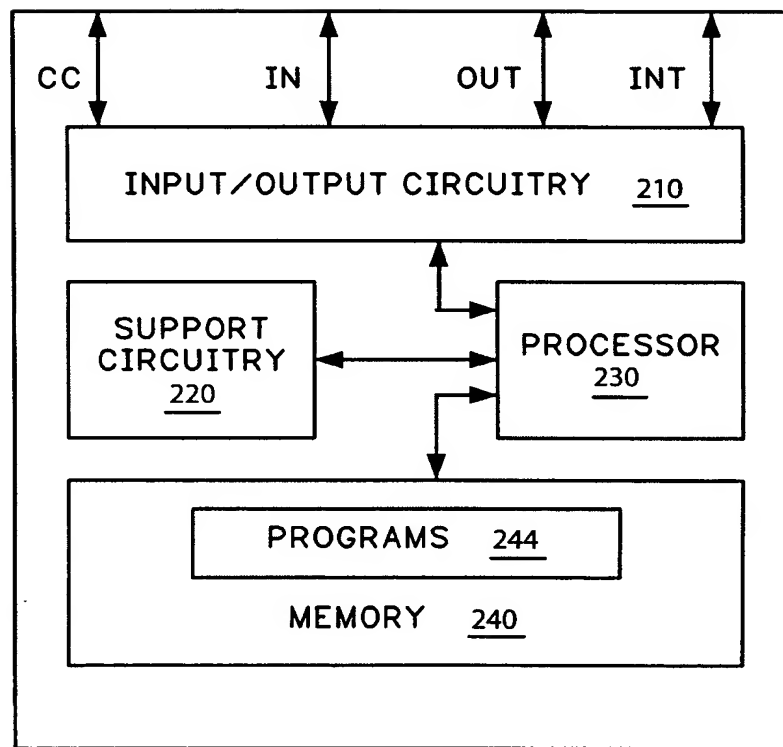 CC IN OUT INT
INPUT/OUTPUT CIRCUITRY 210
SUPPORT
CIRCUITRY
220
PROCESSOR
230
PROGRAMS 244
MEMORY 240